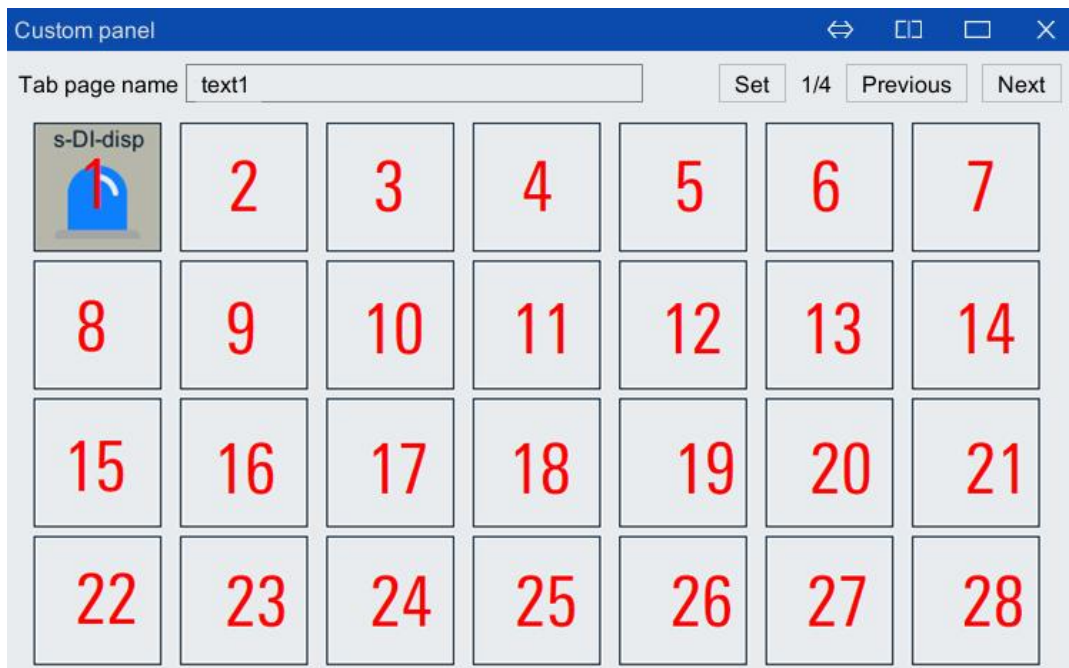 Custom panel
Tab page name text1 Set 1/4 Previous Next
s-DI-disp
1 2 3 4 5 6 7
8 9 10 11 12 13 14
15 16 17 18 19 20 21
22 23 24 25 26 27 28